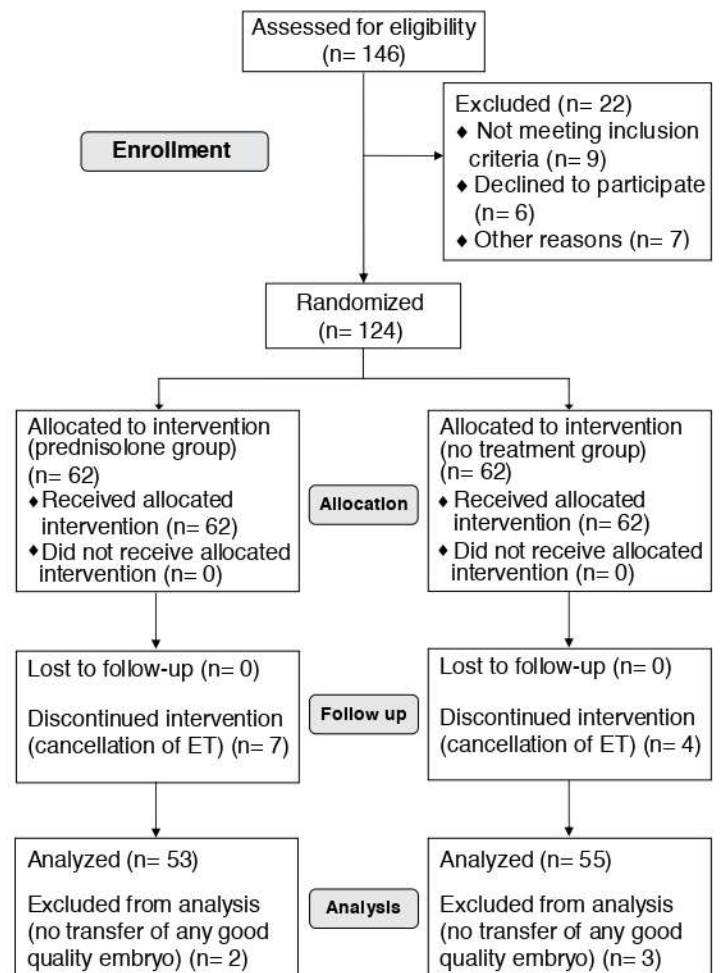 Assessed for eligibility
(n= 146)
Excluded (n= 22)
♦ Not meeting inclusion
criteria (n= 9)
♦ Declined to participate
(n= 6)
♦ Other reasons (n= 7)
Enrollment
Randomized
(n= 124)
Allocated to intervention
(prednisolone group)
(n= 62)
♦ Received allocated
intervention (n= 62)
♦ Did not receive allocated
intervention (n= 0)
Allocation
Allocated to intervention
(no treatment group)
(n= 62)
♦ Received allocated
intervention (n= 62)
♦ Did not receive allocated
intervention (n= 0)
Lost to follow-up (n= 0)
Discontinued intervention
(cancellation of ET) (n= 7)
Follow up
Lost to follow-up (n= 0)
Discontinued intervention
(cancellation of ET) (n= 4)
Analyzed (n= 53)
Excluded from analysis
(no transfer of any good
quality embryo) (n= 2)
Analysis
Analyzed (n= 55)
Excluded from analysis
(no transfer of any good
quality embryo) (n= 3)